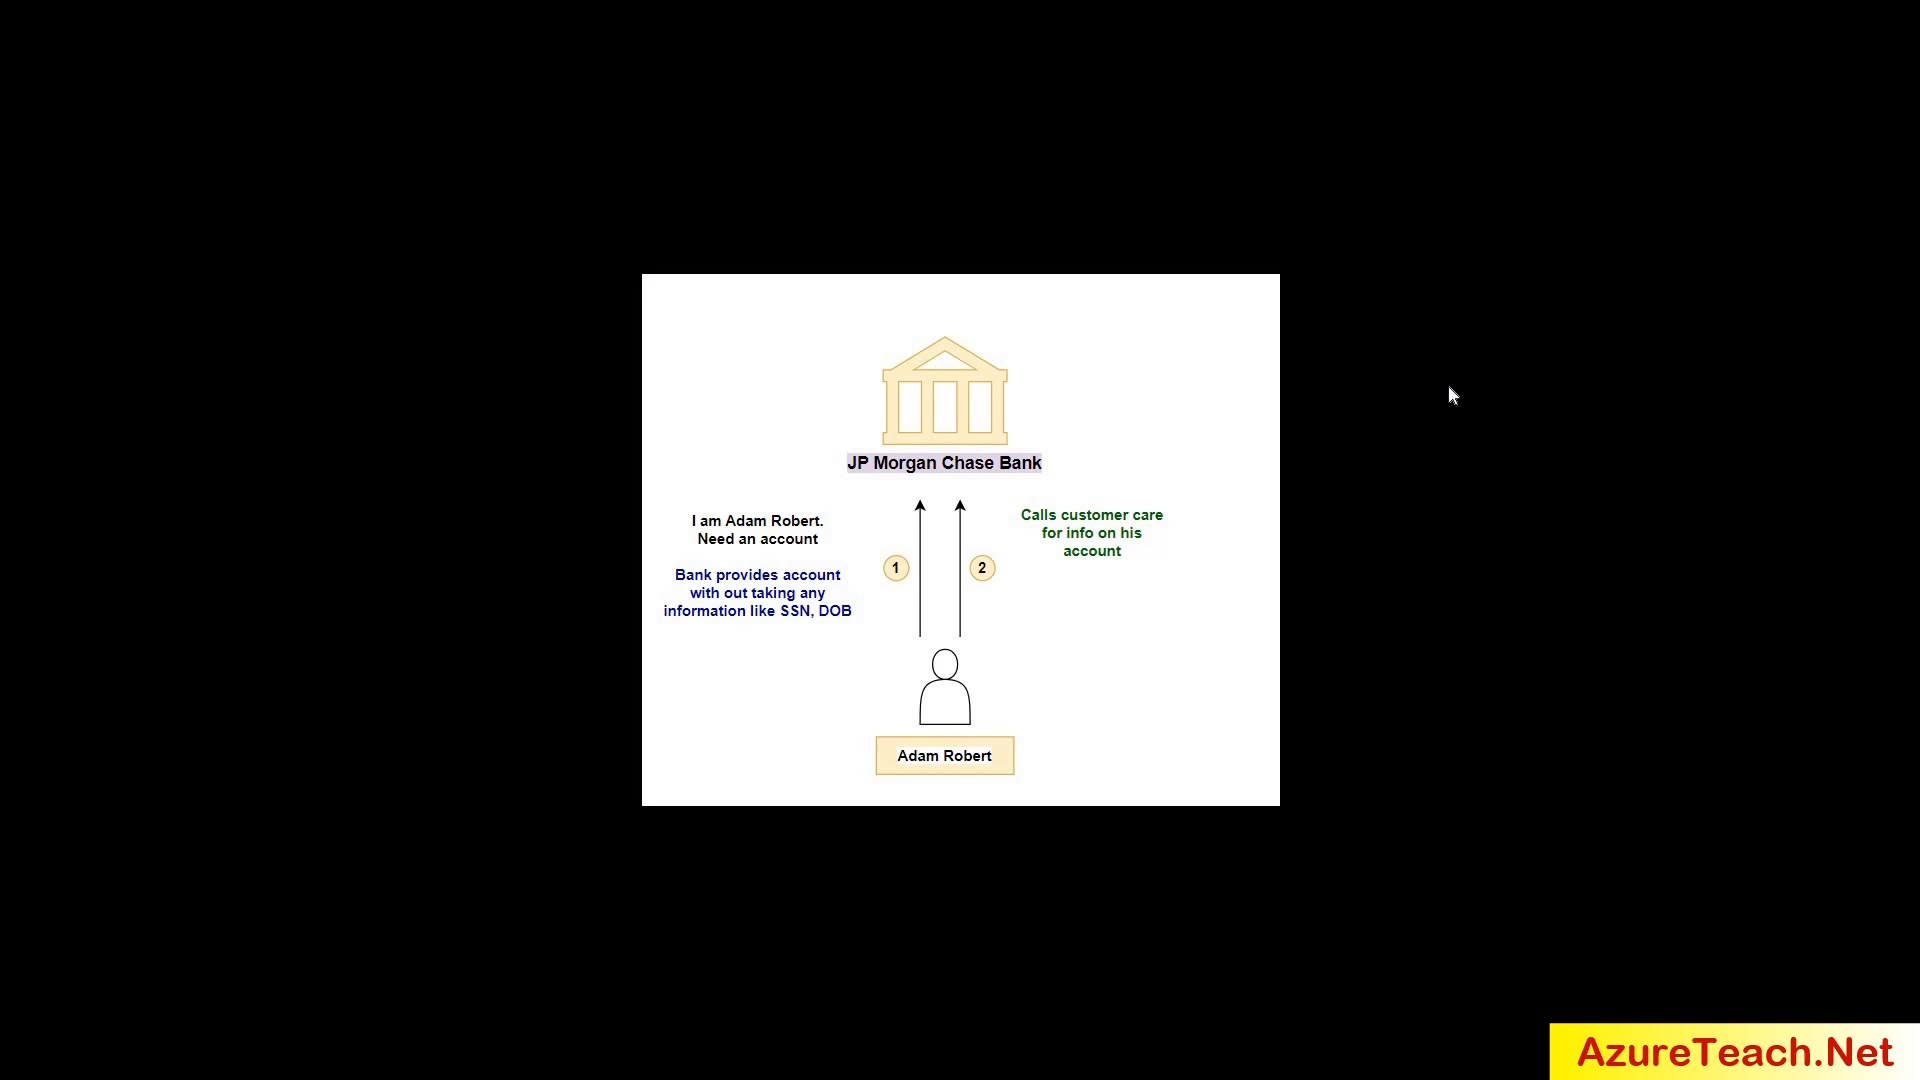 JP Morgan Chase Bank
I am Adam Robert.
Need an account
Bank provides account
with out taking any
information like SSN, DOB
1
2
Calls customer care
for info on his
account
Adam Robert
AzureTeach.Net